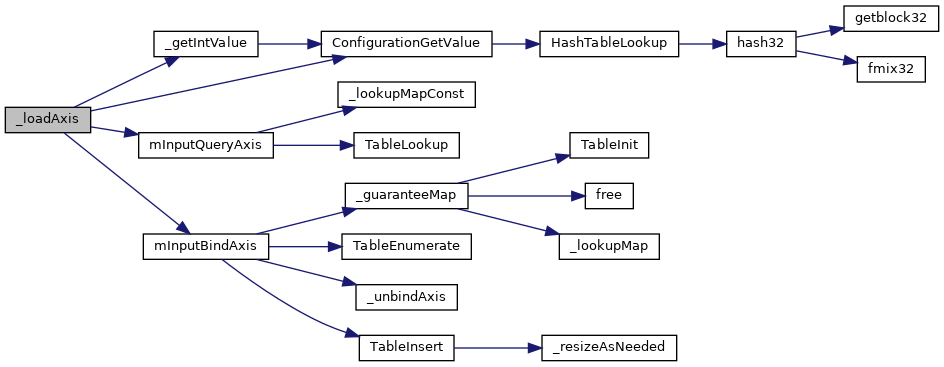 _loadAxis
_getIntValue
ConfigurationGetValue
HashTableLookup
hash32
getblock32
fmix32
mInputQueryAxis
_lookupMapConst
TableLookup
mInputBindAxis
_guaranteeMap
TableInit
free
_lookupMap
TableEnumerate
_unbindAxis
TableInsert
_resizeAsNeeded